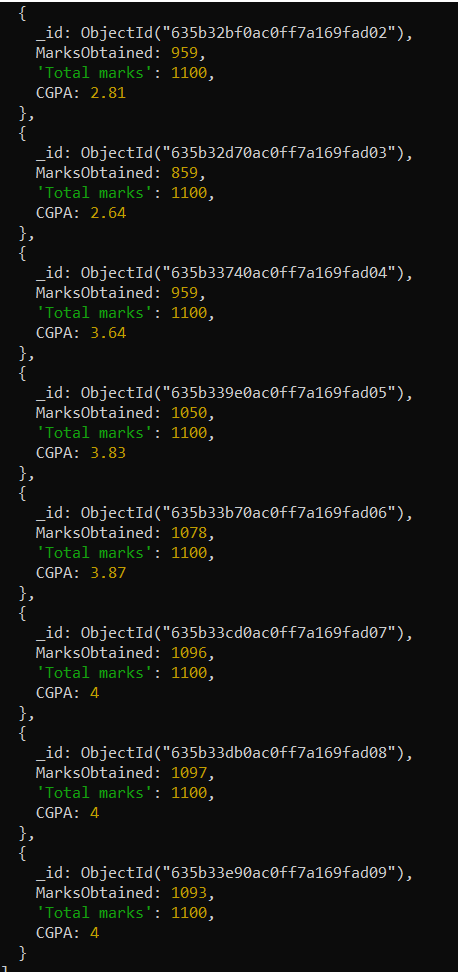 {
_id: ObjectId("635b32bf0ac0ff7a169fad02"),
MarksObtained: 959,
'Total marks': 1100,
CGPA: 2.81
},
{
_id: ObjectId("635b32d70ac0ff7a169fad03"),
MarksObtained: 859,
'Total marks': 1100,
CGPA: 2.64
},
{
_id: ObjectId("635b33740ac0ff7a169fad04"),
MarksObtained: 959,
'Total marks': 1100,
CGPA: 3.64
},
{
_id: ObjectId("635b339e0ac0ff7a169fad05"),
MarksObtained: 1050,
'Total marks': 1100,
CGPA: 3.83
},
{
_id: ObjectId("635b33b70ac0ff7a169fad06"),
MarksObtained: 1078,
'Total marks': 1100,
CGPA: 3.87
},
{
_id: ObjectId("635b33cd0ac0ff7a169fad07"),
MarksObtained: 1096,
'Total marks': 1100,
CGPA: 4
},
{
_id: ObjectId("635b33db0ac0ff7a169fad08"),
MarksObtained: 1097,
'Total marks': 1100,
CGPA: 4
},
{
_id: ObjectId("635b33e90ac0ff7a169fad09"),
MarksObtained: 1093,
'Total marks': 1100,
CGPA: 4
}
]